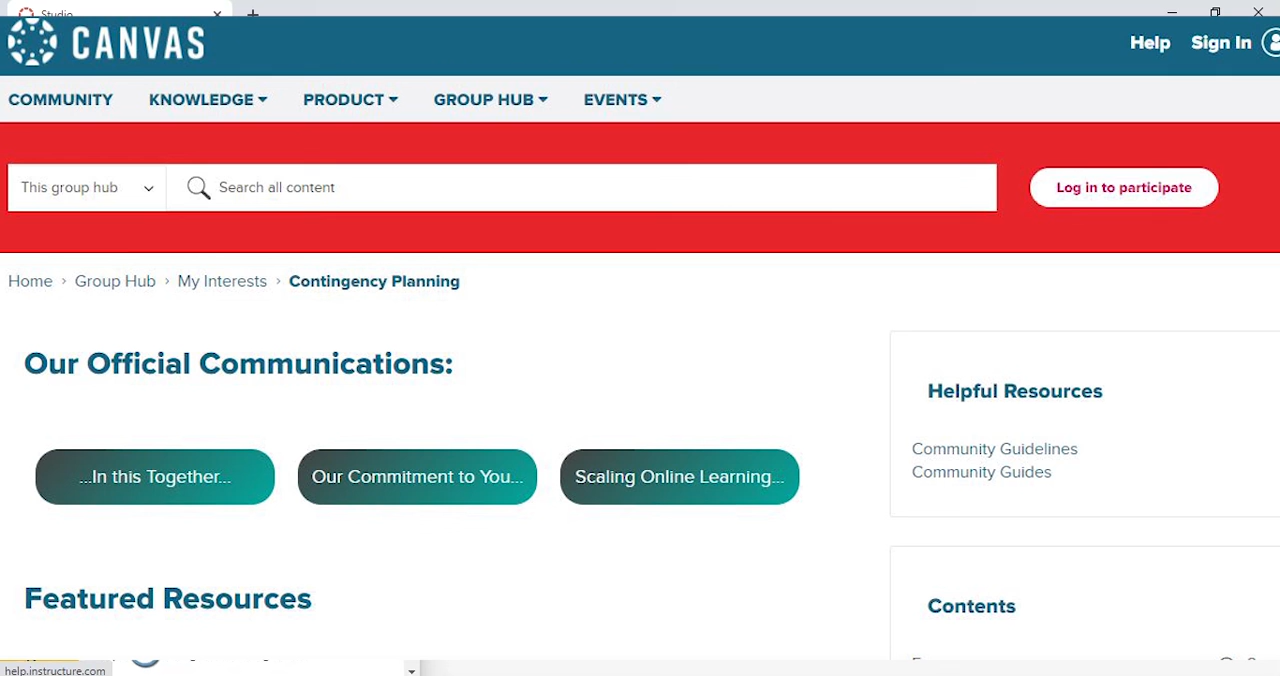 Studio
CANVAS
Help Sign In
COMMUNITY KNOWLEDGE PRODUCT GROUP HUB EVENTS
This group hub Search all content Log in to participate
Home › Group Hub › My Interests › Contingency Planning
Our Official Communications:
...In this Together... Our Commitment to You... Scaling Online Learning...
Helpful Resources
Community Guidelines
Community Guides
Featured Resources
Contents
help.instructure.com